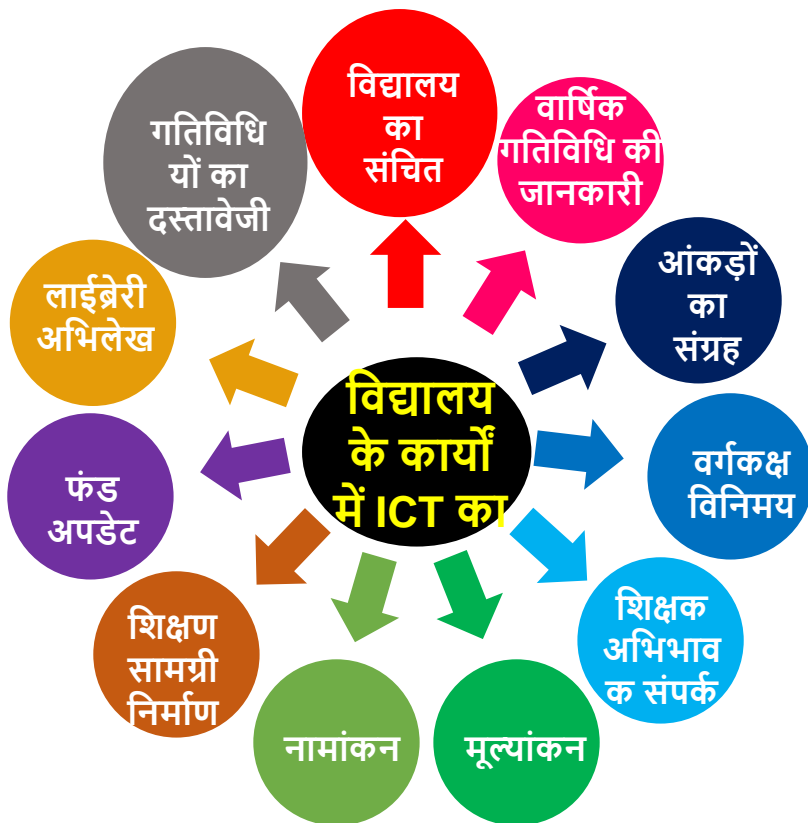 विद्यालय
का
संचित
वार्षिक
गतिविधि की
जानकारी
आंकड़ों
का
संग्रह
वर्गकक्ष
विनिमय
शिक्षक
अभिभाव
क संपर्क
मूल्यांकन
नामांकन
शिक्षण
सामग्री
निर्माण
फंड
अपडेट
लाईब्रेरी
अभिलेख
गतिविधि
यों का
दस्तावेजी
विद्यालय
के कार्यों
में ICT का